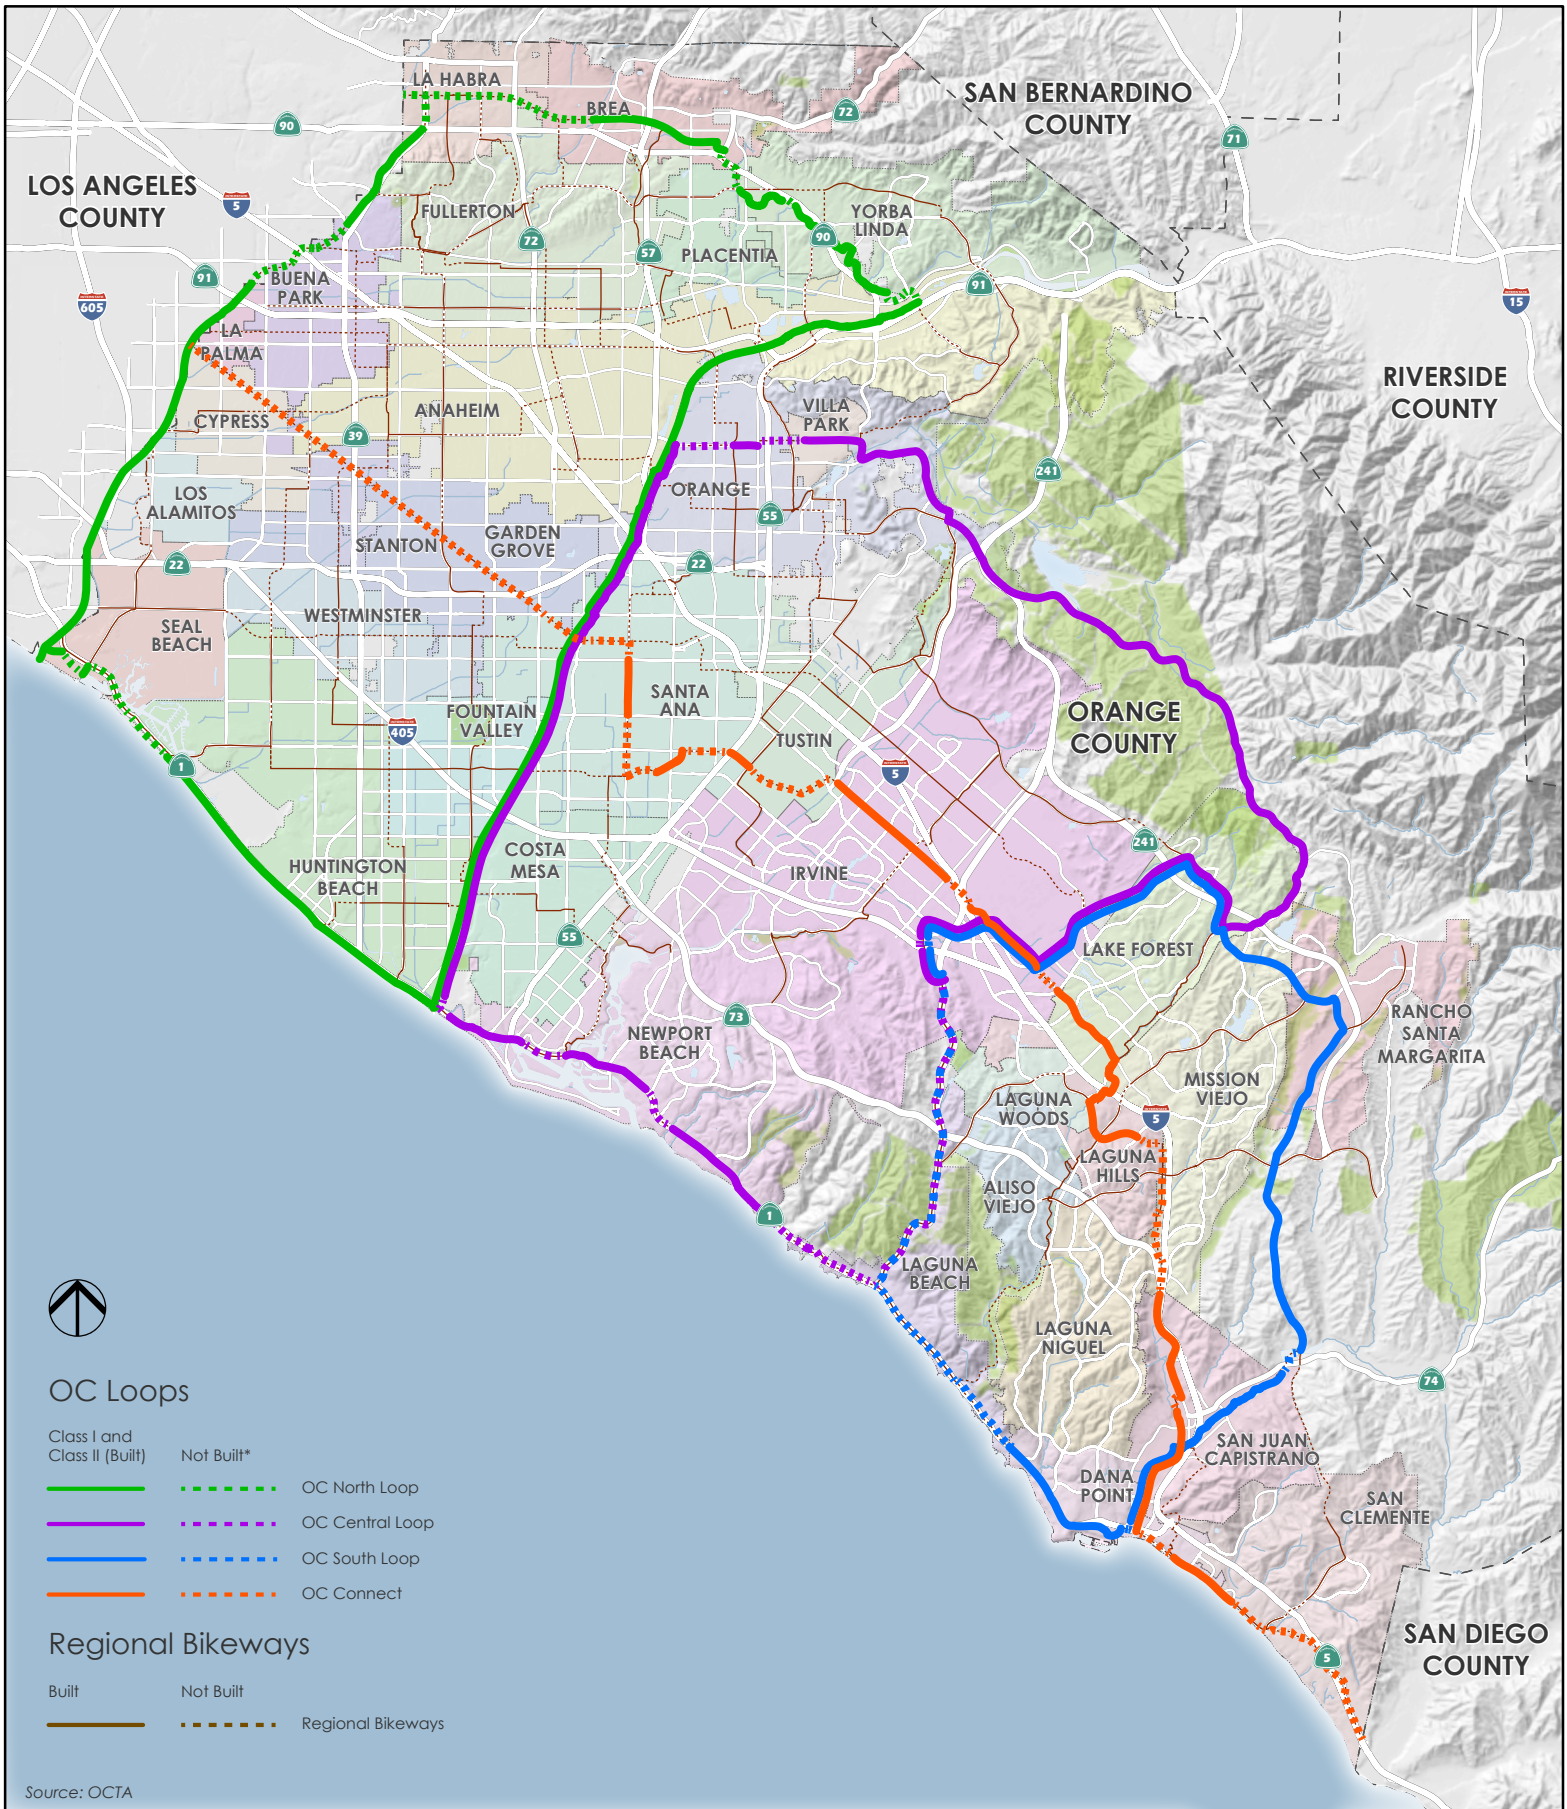 LA HABRA
BREA
72
SAN BERNARDINO
COUNTY
90
71
LOS ANGELES
COUNTY
5
FULLERTON
72
57
PLACENTIA
90
YORBA
LINDA
91
BUENA
PARK
91
605
15
LA
PALMA
RIVERSIDE
COUNTY
CYPRESS
39
ANAHEIM
VILLA
PARK
241
LOS
ALAMITOS
ORANGE
55
STANTON
GARDEN
GROVE
22
22
WESTMINSTER
SEAL
BEACH
SANTA
ANA
FOUNTAIN
VALLEY
405
TUSTIN
ORANGE
COUNTY
1
5
241
COSTA
MESA
HUNTINGTON
BEACH
IRVINE
55
LAKE FOREST
73
NEWPORT
BEACH
RANCHO
SANTA
MARGARITA
MISSION
VIEJO
LAGUNA
WOODS
5
LAGUNA
HILLS
ALISO
VIEJO
1
LAGUNA
BEACH
LAGUNA
NIGUEL
74
SAN JUAN
CAPISTRANO
DANA
POINT
SAN
CLEMENTE
SAN DIEGO
COUNTY
5
OC Loops
Class I and
Class II (Built)
Not Built*
OC North Loop
OC Central Loop
OC South Loop
OC Connect
Regional Bikeways
Built
Not Built
Regional Bikeways
Source: OCTA